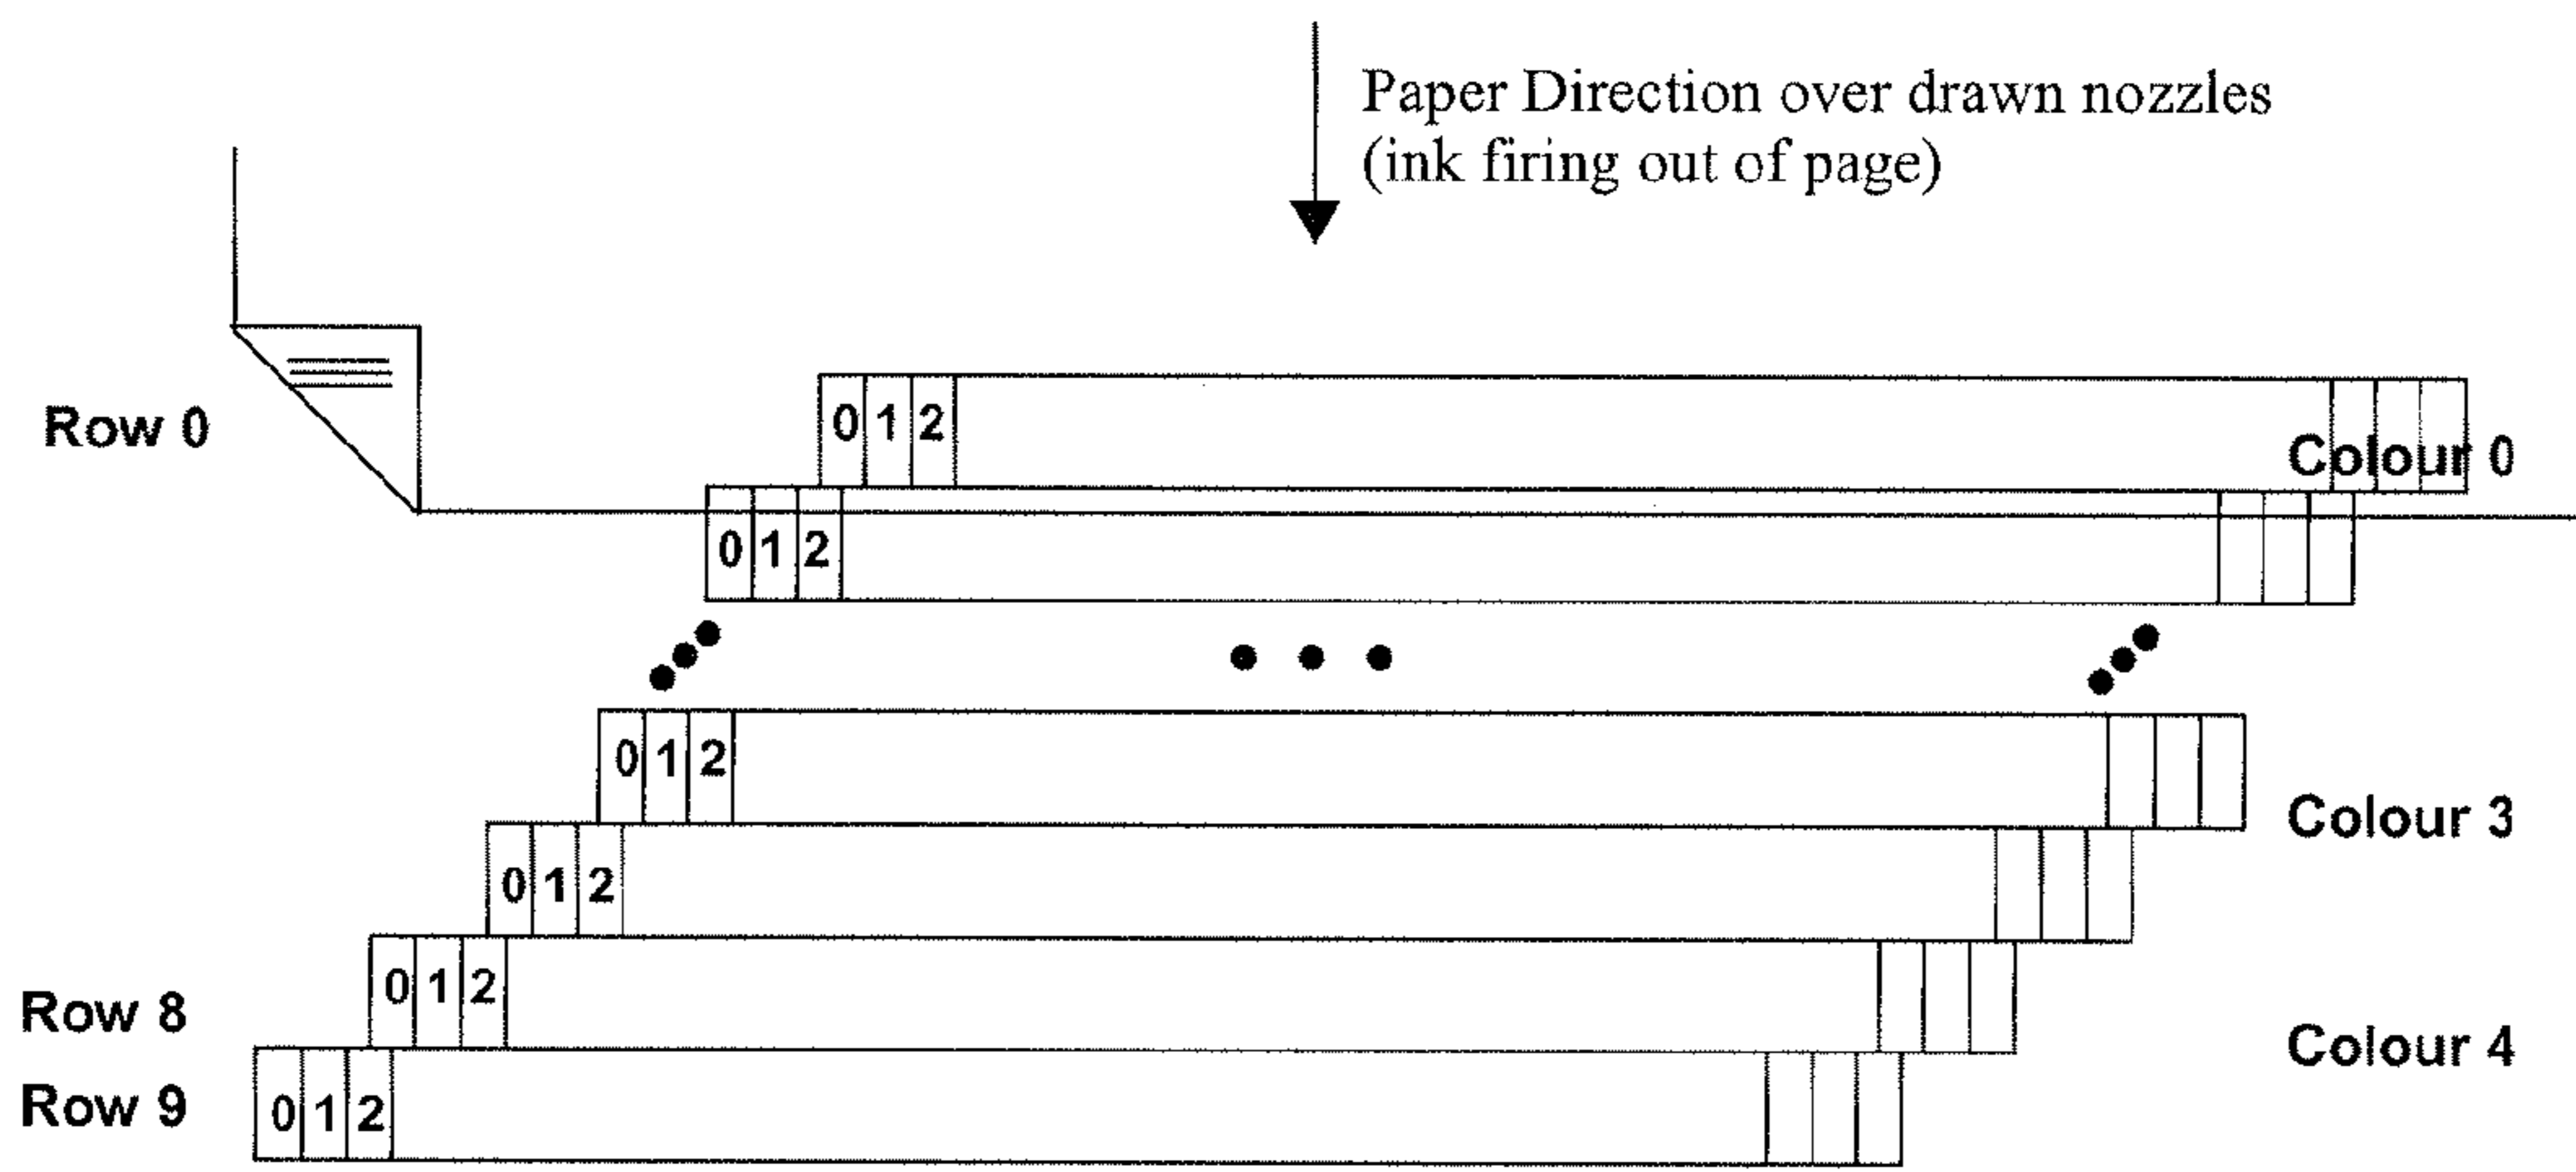 Paper Direction over drawn nozzles
(ink firing out of page)
Row 0
0 1 2
Colour 0
0 1 2
0 1 2
Colour 3
0 1 2
0 1 2
Row 8
Colour 4
Row 9
0 1 2